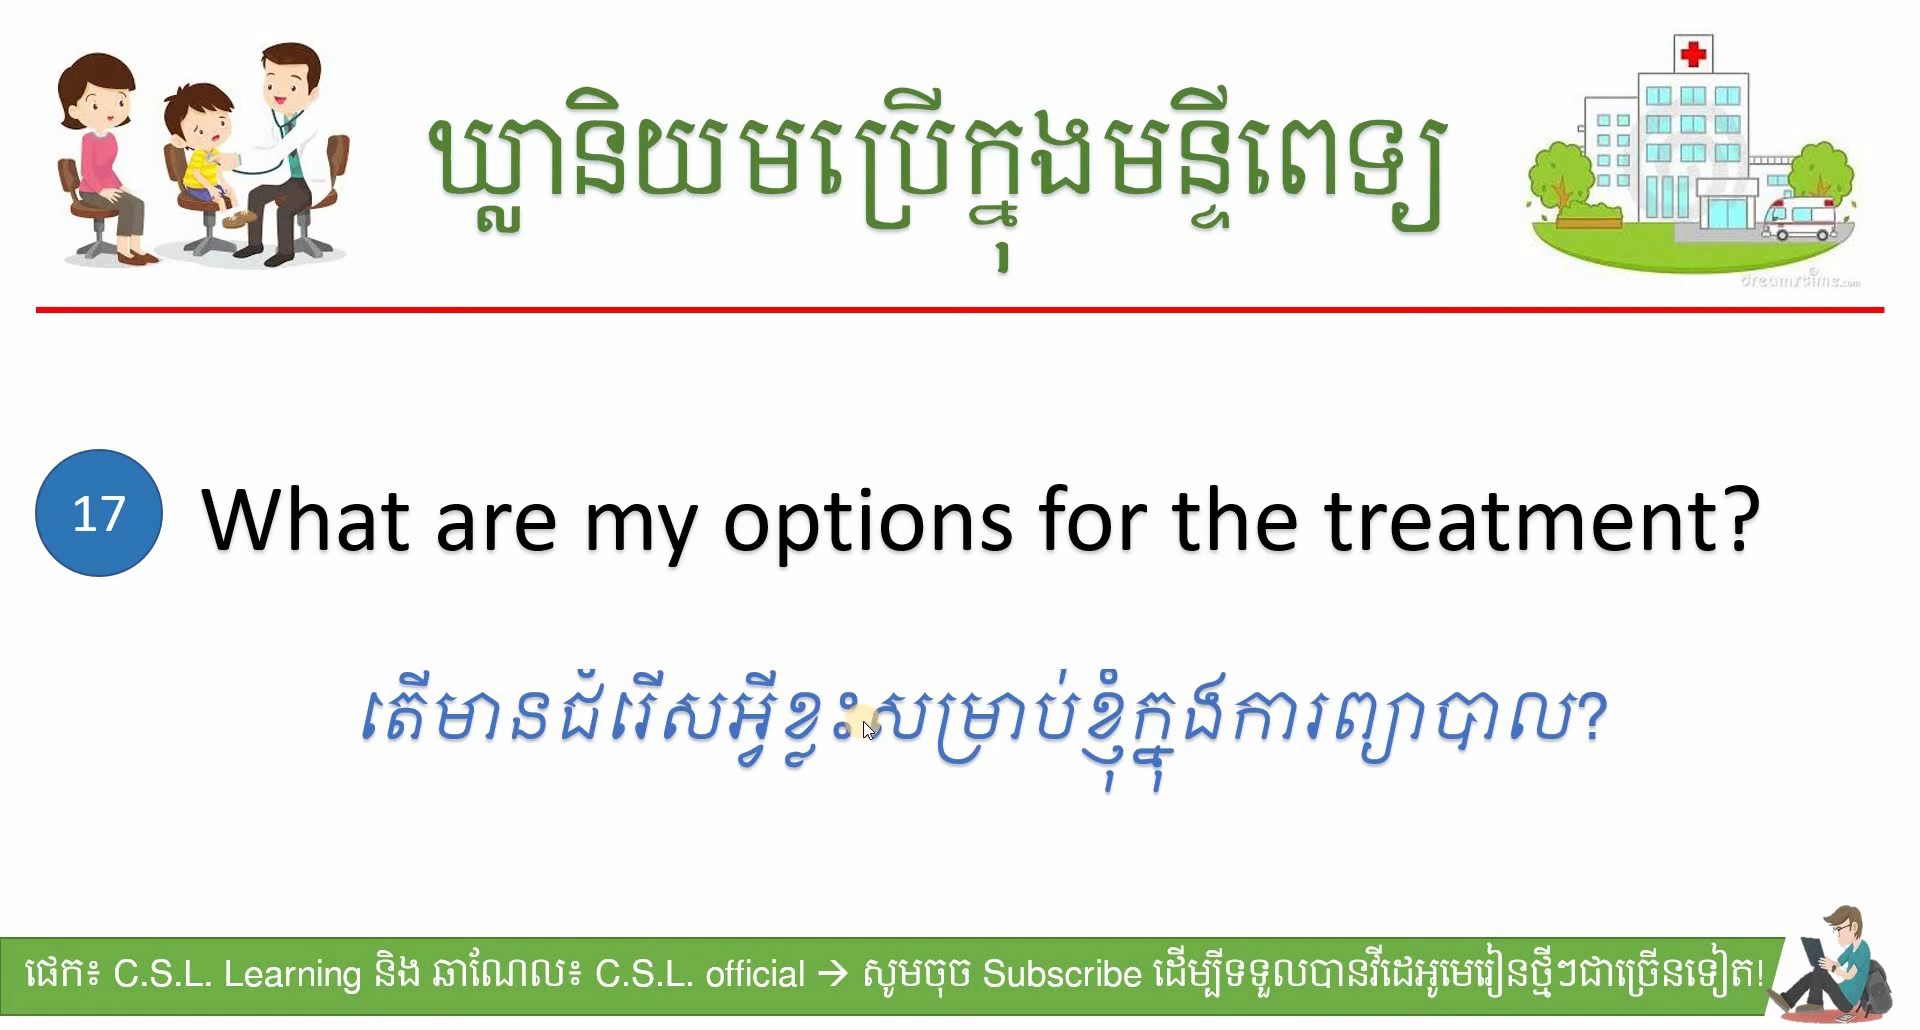 ឃ្លានិយមប្រើក្នុងមន្ទីពេទ្យ
dreamstime.com
17 What are my options for the treatment?
តើមានជំរើសអ្វីខ្លះសម្រាប់ខ្ញុំក្នុងការព្យាបាល?
ផេក៖ C.S.L. Learning និង ឆាណែល៖ C.S.L. official → សូមចុច Subscribe ដើម្បីទទួលបានវីដេអូមេរៀនថ្មីៗជាច្រើនទៀត!